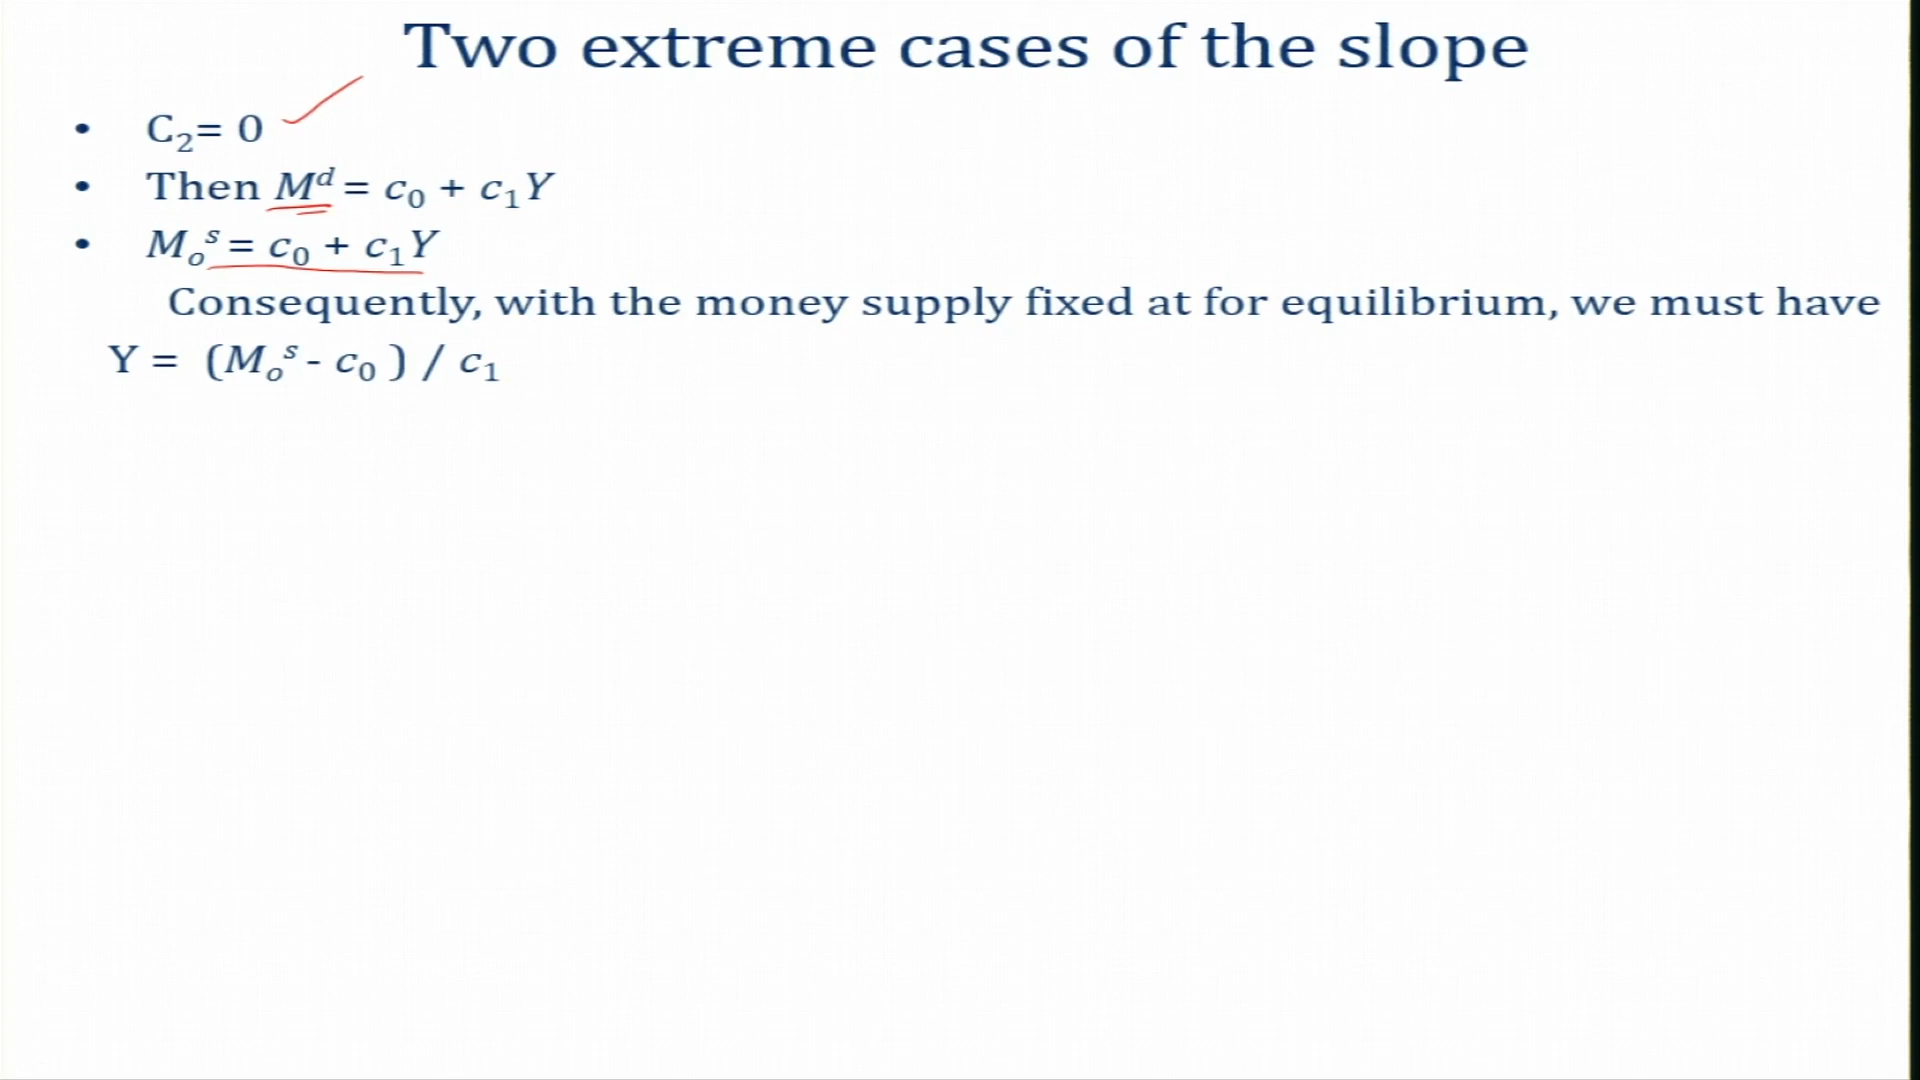 Two extreme cases of the slope
• C₂= 0
• Then Mᵈ = c₀ + c₁Y
• Mₒˢ = c₀ + c₁Y
Consequently, with the money supply fixed at for equilibrium, we must have
Y = (Mₒˢ - c₀ ) / c₁